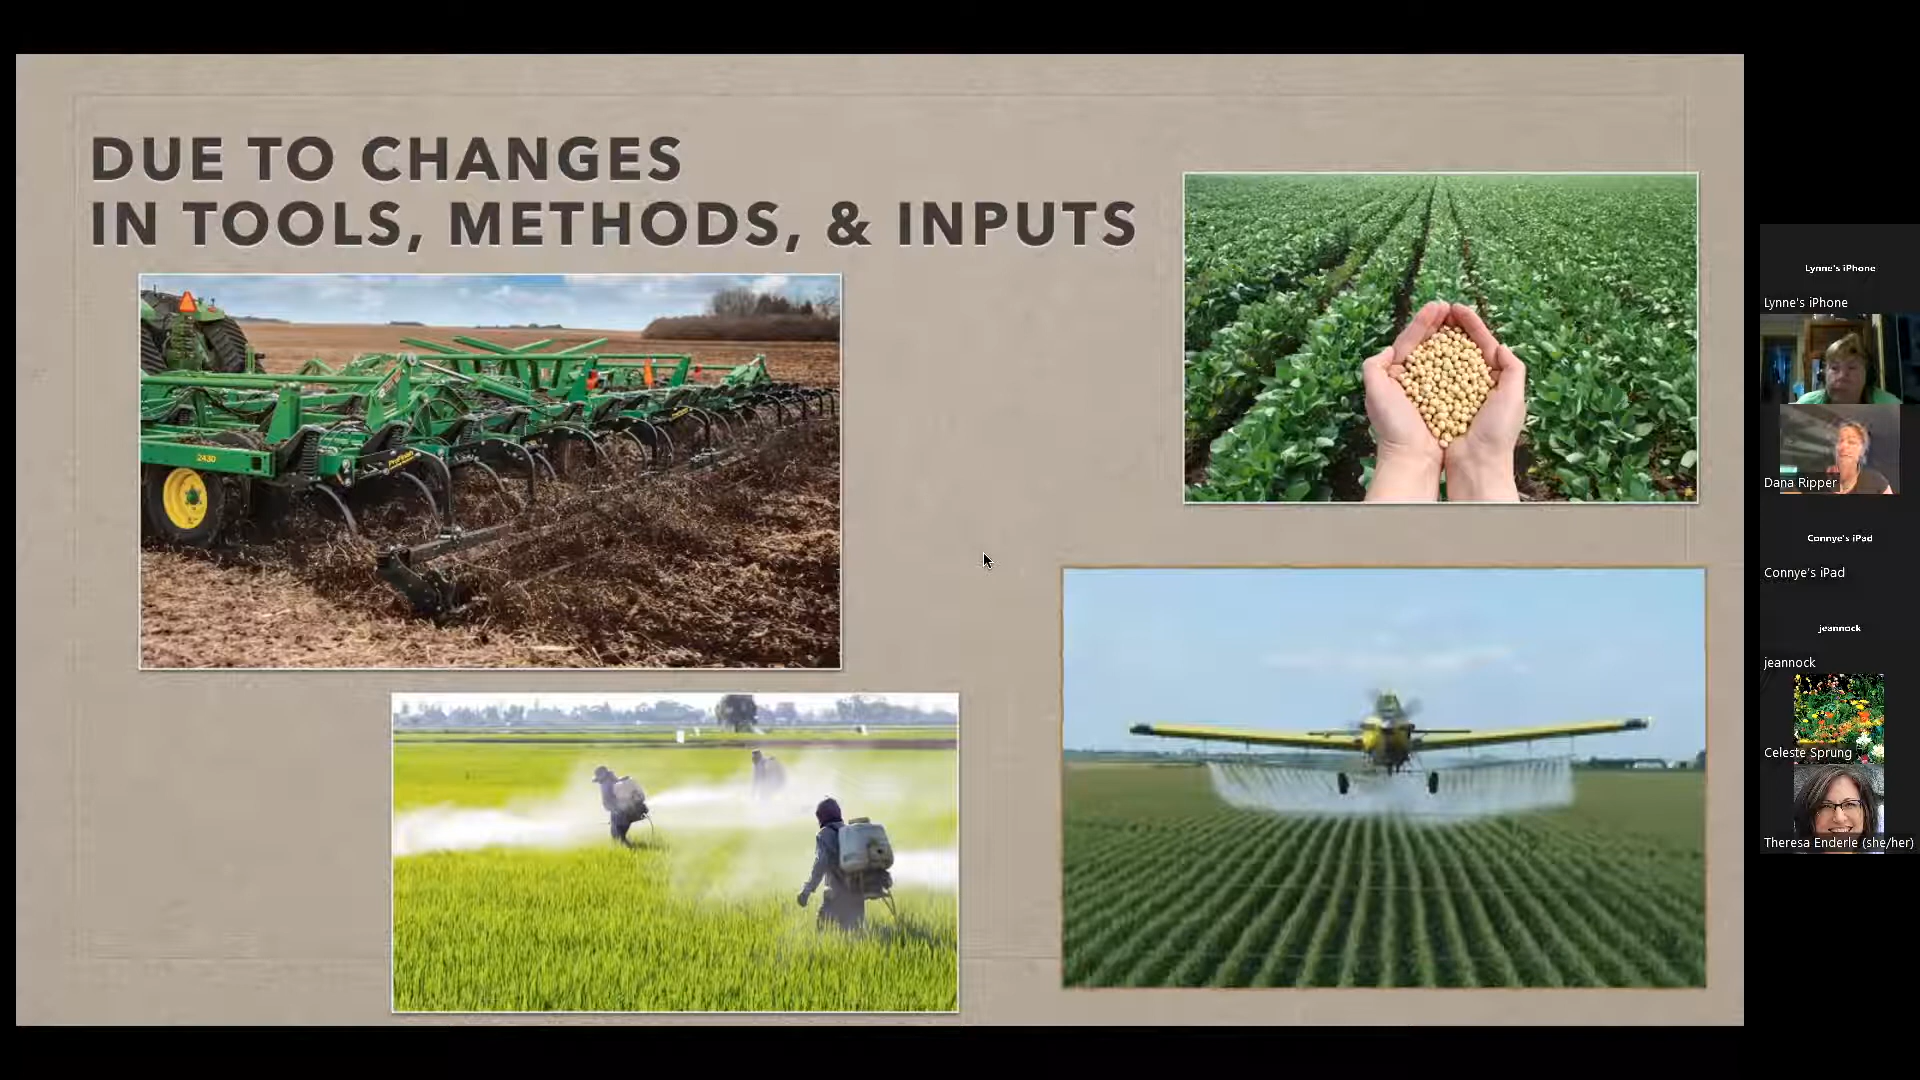 DUE TO CHANGES
IN TOOLS, METHODS, & INPUTS
2430
Lynne's iPhone
Lynne's iPhone
Dana Ripper
Connye's iPad
Connye's iPad
jeannock
jeannock
Celeste Sprung
Theresa Enderle (she/her)